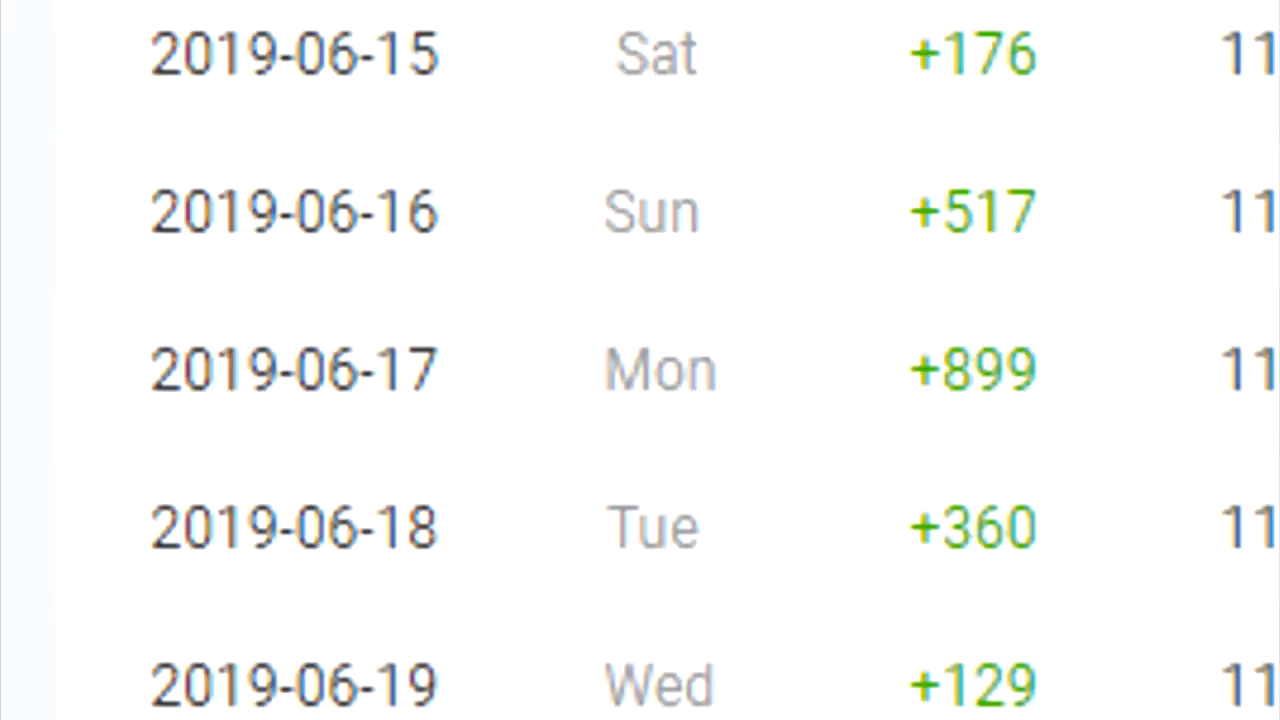 2019-06-15 Sat +176 11
2019-06-16 Sun +517 11
2019-06-17 Mon +899 11
2019-06-18 Tue +360 11
2019-06-19 Wed +129 11